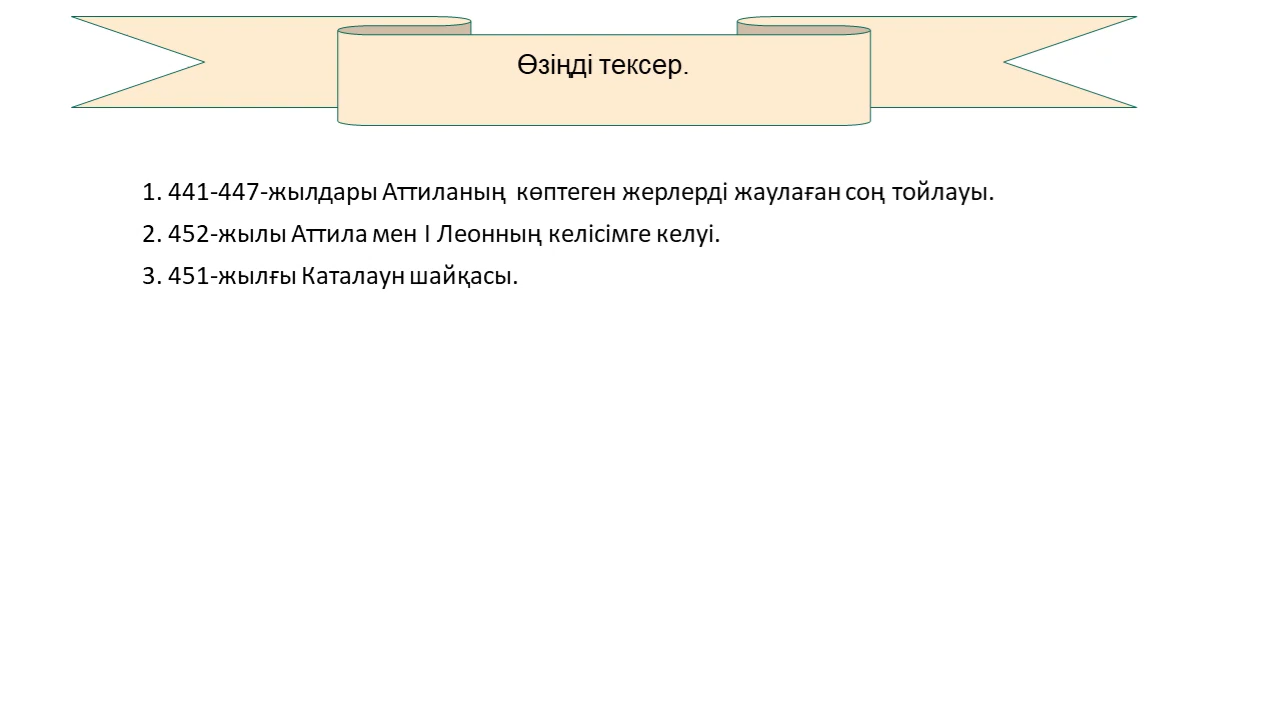 Өзіңді тексер.
1. 441-447-жылдары Аттиланың көптеген жерлерді жаулаған соң тойлауы.
2. 452-жылы Аттила мен І Леонның келісімге келуі.
3. 451-жылғы Каталаун шайқасы.